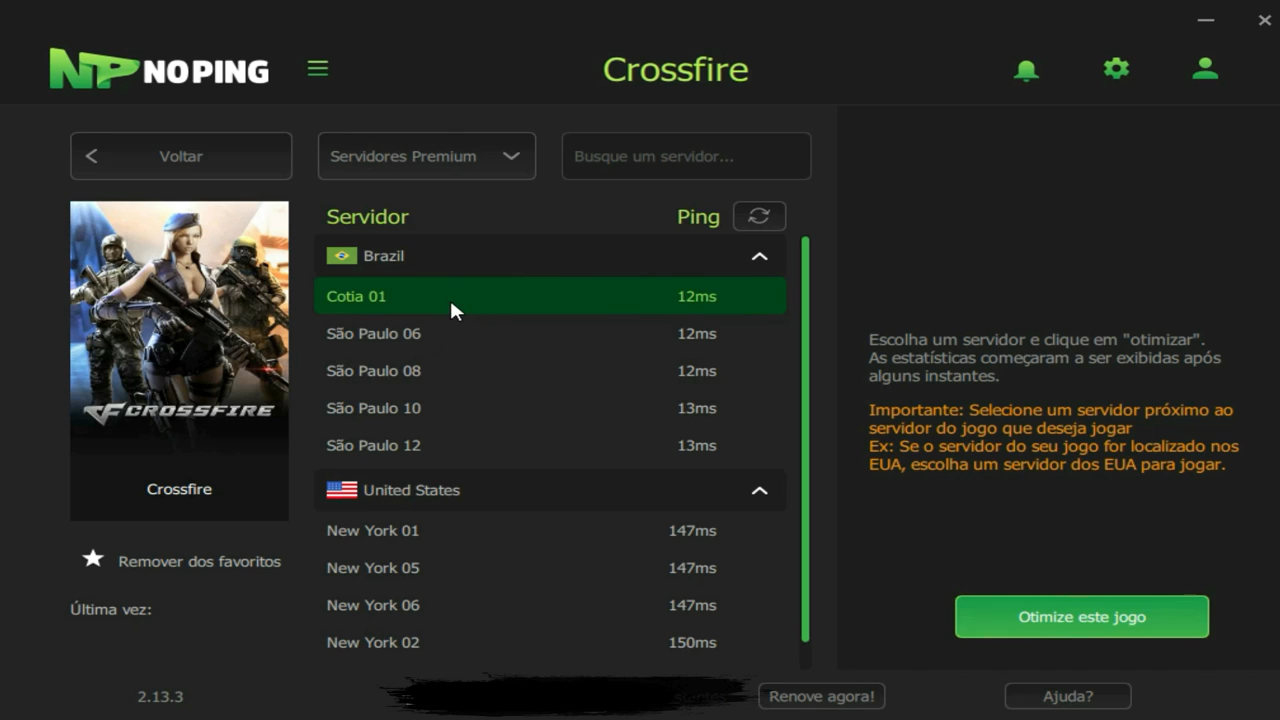 NP NOPING
Crossfire
Voltar
Servidores Premium
Busque um servidor...
Servidor Ping
Brazil
Cotia 01 12ms
São Paulo 06 12ms
São Paulo 08 12ms
São Paulo 10 13ms
São Paulo 12 13ms
United States
New York 01 147ms
New York 05 147ms
New York 06 147ms
New York 02 150ms
CF CROSSFIRE
Crossfire
Remover dos favoritos
Última vez:
Escolha um servidor e clique em "otimizar".
As estatísticas começaram a ser exibidas após
alguns instantes.
Importante: Selecione um servidor próximo ao
servidor do jogo que deseja jogar
Ex: Se o servidor do seu jogo for localizado nos
EUA, escolha um servidor dos EUA para jogar.
Otimize este jogo
2.13.3
Renove agora!
Ajuda?